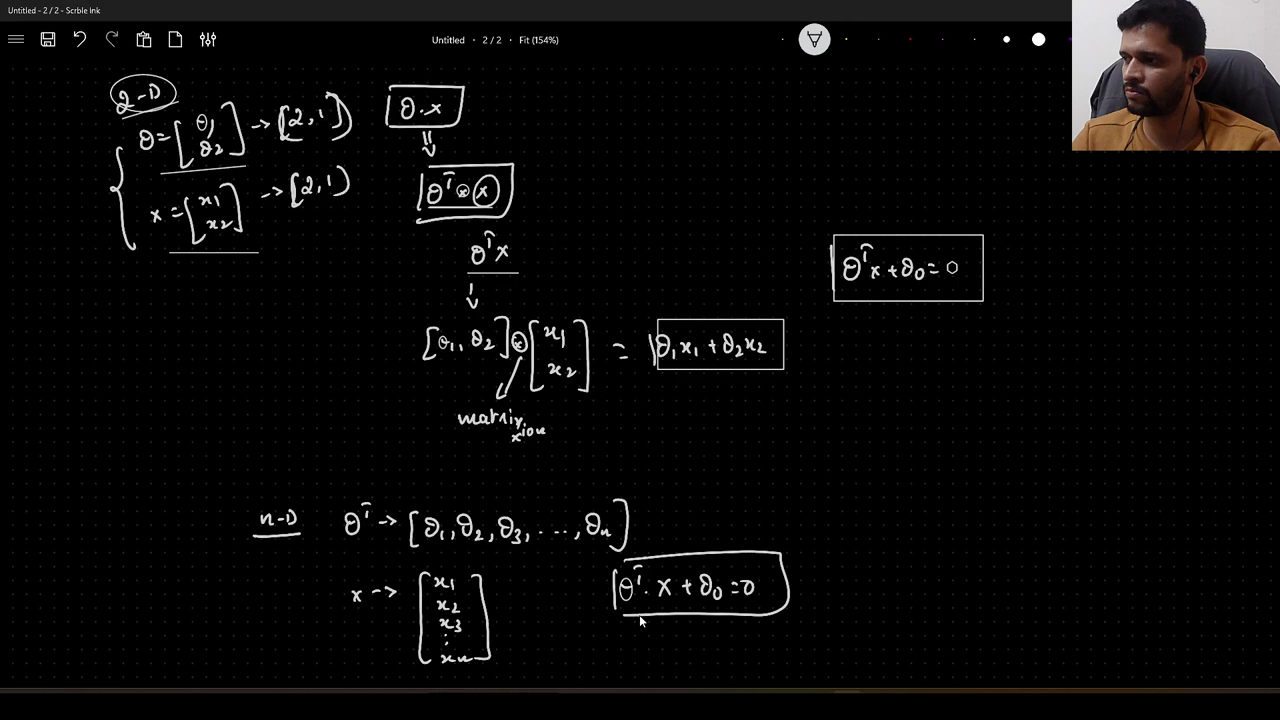 Untitled - 2 / 2 - Scrble Ink
Untitled • 2 / 2 • Fit (154%)
2-D
θ = [θ1 θ2] -> [2,1)
x = [x1 x2] -> [2,1)
θ.x
θᵀ * x
θᵀx
[θ1, θ2] * [x1 x2] = θ1x1 + θ2x2
matrix xion
θᵀx + θ0 = 0
n-D θᵀ -> [θ1, θ2, θ3, ..., θn]
x -> [x1 x2 x3 : xn]
θᵀ. x + θ0 = 0